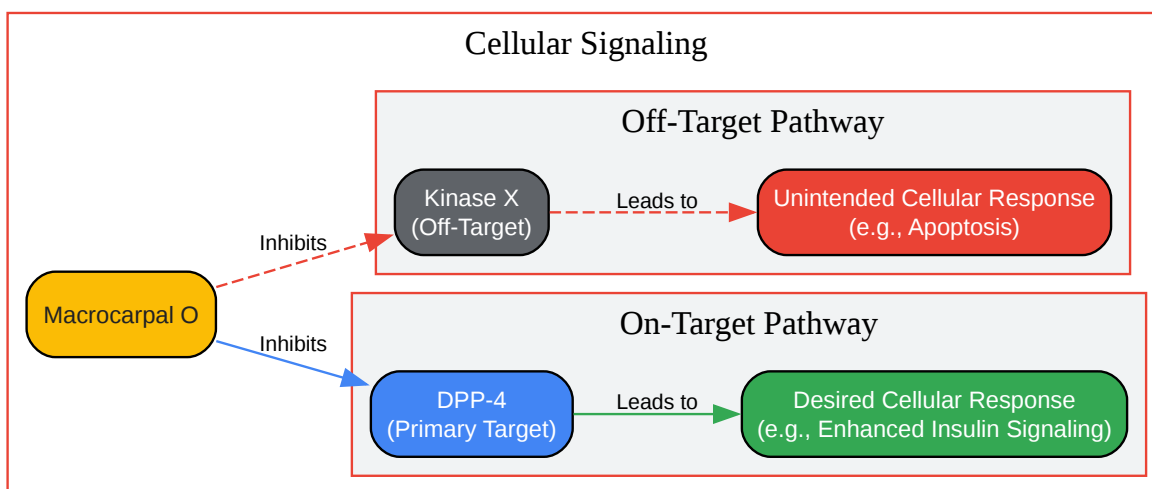 Cellular Signaling
Off-Target Pathway
Kinase X
(Off-Target)
Leads to
Unintended Cellular Response
(e.g., Apoptosis)
Inhibits
Macrocarpal O
Inhibits
On-Target Pathway
DPP-4
(Primary Target)
Leads to
Desired Cellular Response
(e.g., Enhanced Insulin Signaling)